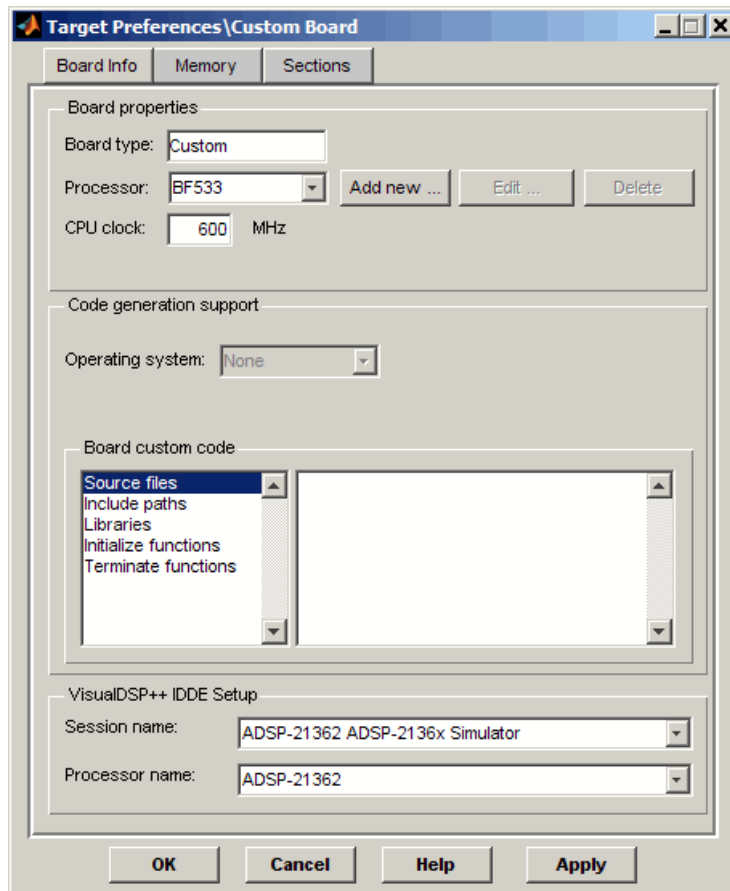 Target Preferences\Custom Board
Board Info Memory Sections
Board properties
Board type: Custom
Processor: BF533 Add new ... Edit ... Delete
CPU clock: 600 MHz
Code generation support
Operating system: None
Board custom code
Source files
Include paths
Libraries
Initialize functions
Terminate functions
VisualDSP++ IDDE Setup
Session name: ADSP-21362 ADSP-2136x Simulator
Processor name: ADSP-21362
OK Cancel Help Apply